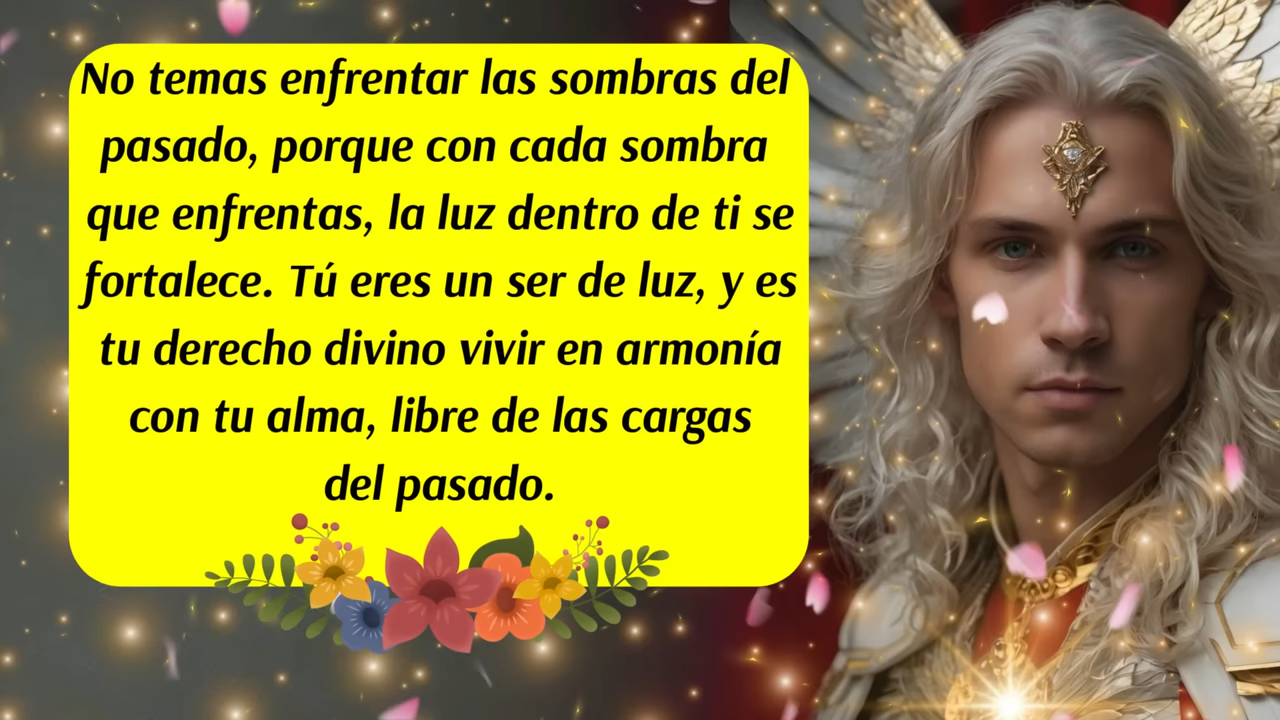 No temas enfrentar las sombras del
pasado, porque con cada sombra
que enfrentas, la luz dentro de ti se
fortalece. Tú eres un ser de luz, y es
tu derecho divino vivir en armonía
con tu alma, libre de las cargas
del pasado.